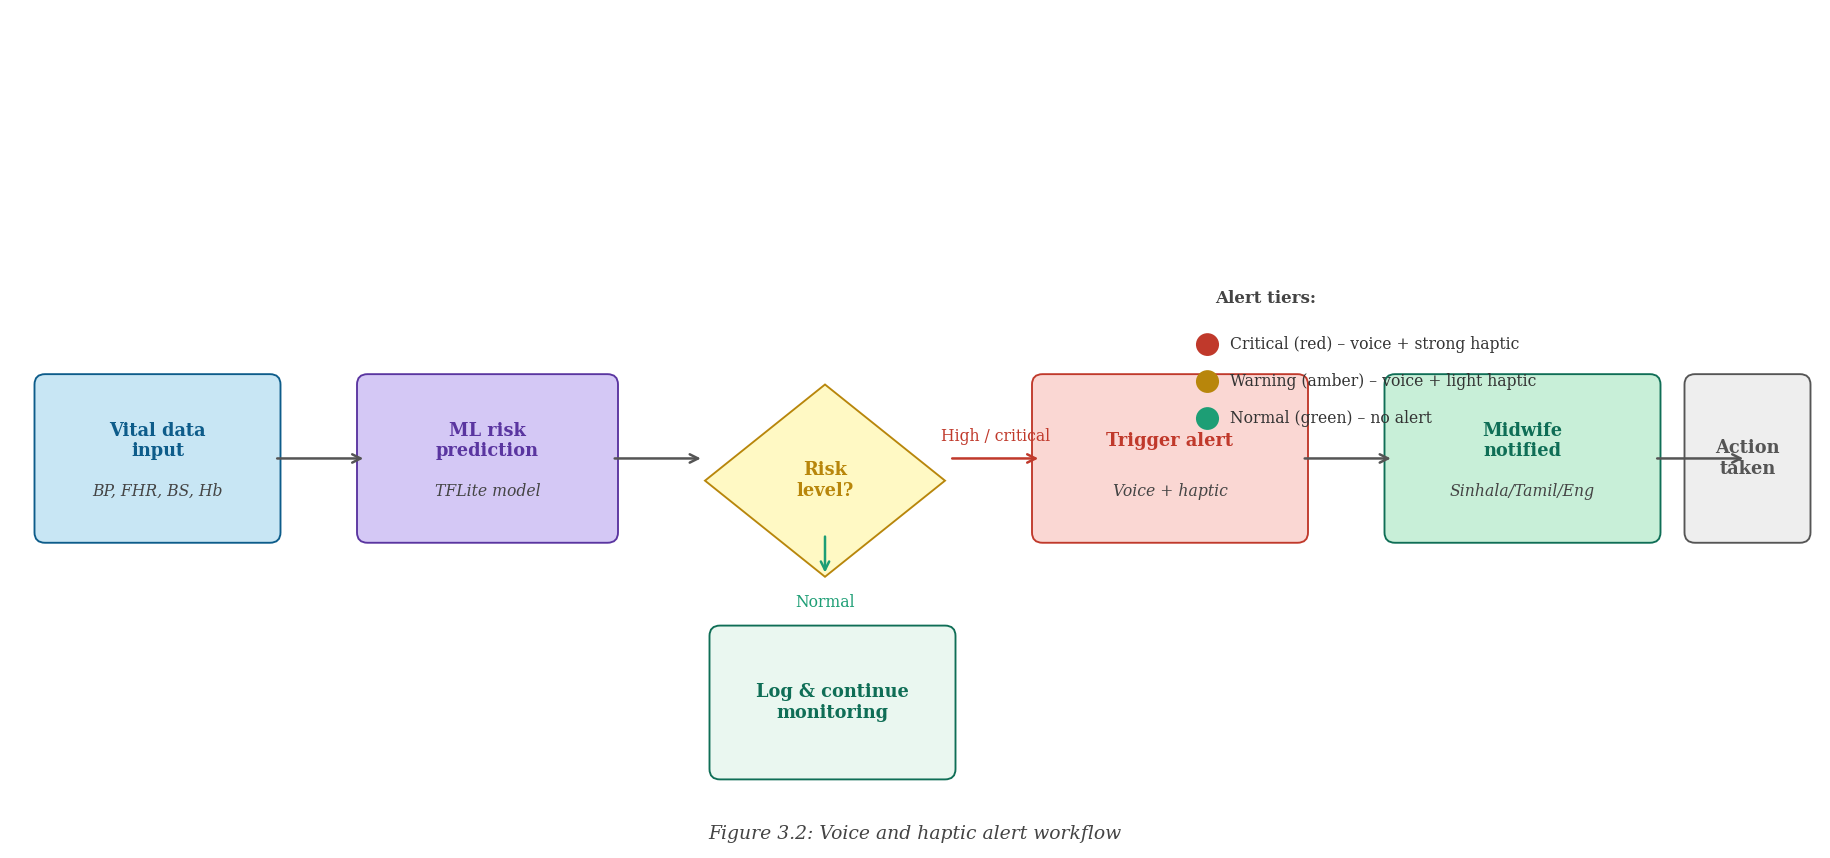 Alert tiers:
Critical (red) – voice + strong haptic
Warning (amber) – voice + light haptic
Normal (green) – no alert
Vital data
input
BP, FHR, BS, Hb
ML risk
prediction
TFLite model
Risk
level?
High / critical
Trigger alert
Voice + haptic
Midwife
notified
Sinhala/Tamil/Eng
Action
taken
Normal
Log & continue
monitoring
Figure 3.2: Voice and haptic alert workflow